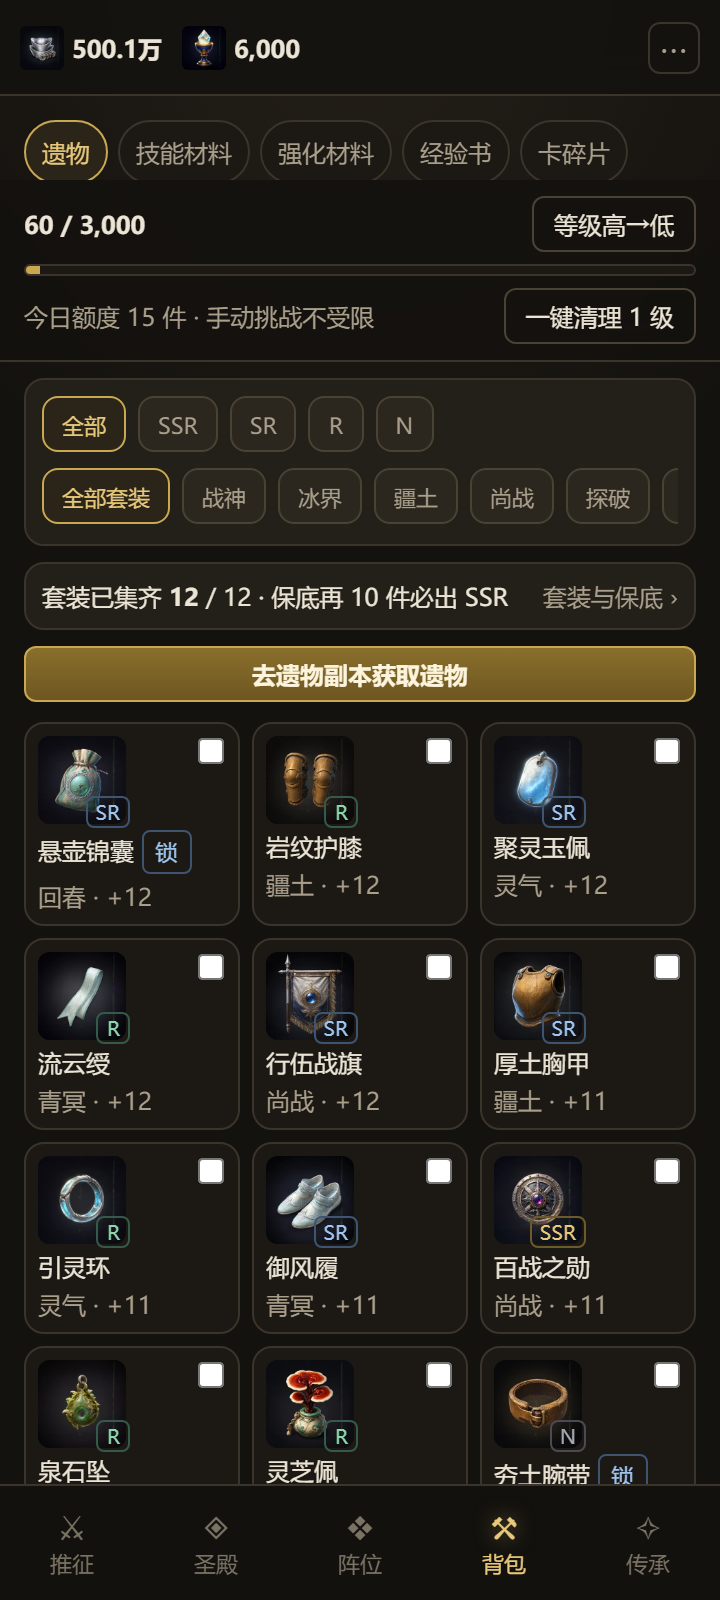 500.1万 6,000 ...
遗物 技能材料 强化材料 经验书 卡碎片
60 / 3,000 等级高→低
今日额度 15 件 · 手动挑战不受限 一键清理 1 级
全部 SSR SR R N
全部套装 战神 冰界 疆土 尚战 探破
套装已集齐 12 / 12 · 保底再 10 件必出 SSR 套装与保底 ›
去遗物副本获取遗物
SR R SR
悬壶锦囊 锁 岩纹护膝 聚灵玉佩
回春 · +12 疆土 · +12 灵气 · +12
R SR SR
流云绶 行伍战旗 厚土胸甲
青冥 · +12 尚战 · +12 疆土 · +11
R SR SSR
引灵环 御风履 百战之勋
灵气 · +11 青冥 · +11 尚战 · +11
R R N
泉石坠 灵芝佩 夯土腕带 锁
推征 圣殿 阵位 背包 传承